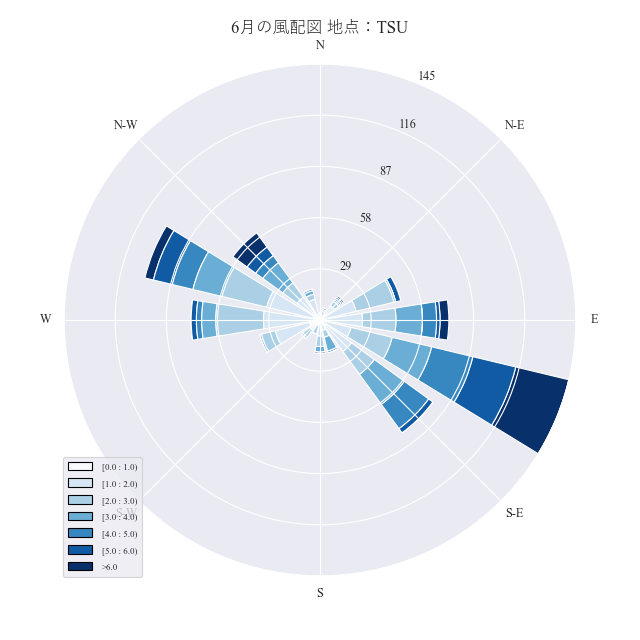 6月の風配図 地点：TSU
N
145
N-W
116
N-E
87
58
29
W
E
[0.0 : 1.0)
[1.0 : 2.0)
[2.0 : 3.0)
S-W
[3.0 : 4.0)
S-E
[4.0 : 5.0)
[5.0 : 6.0)
>6.0
S